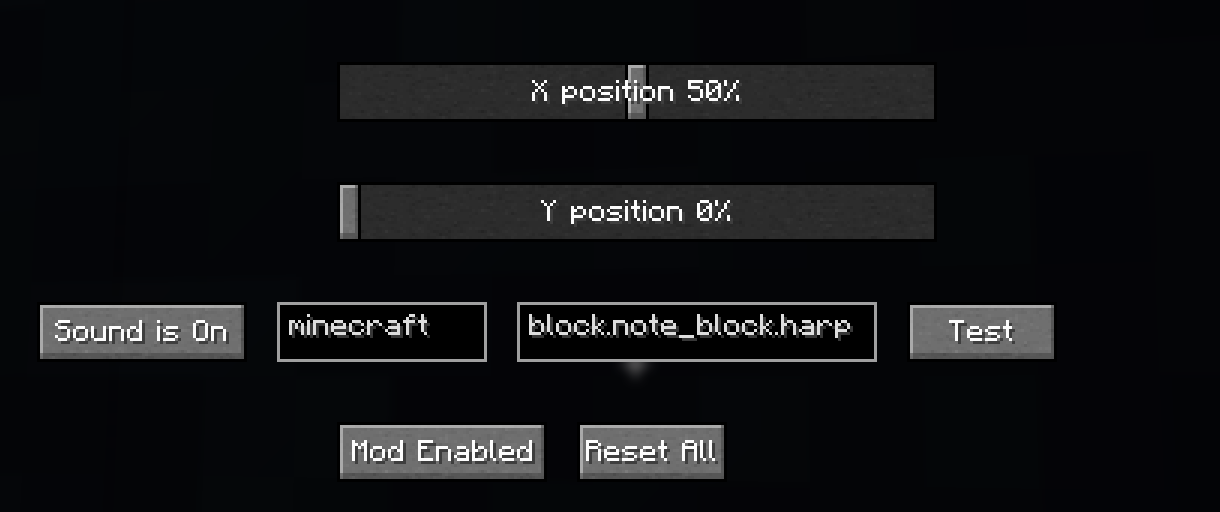 X position 50%
Y position 0%
Sound is On minecraft block.note_block.harp Test
Mod Enabled Reset All